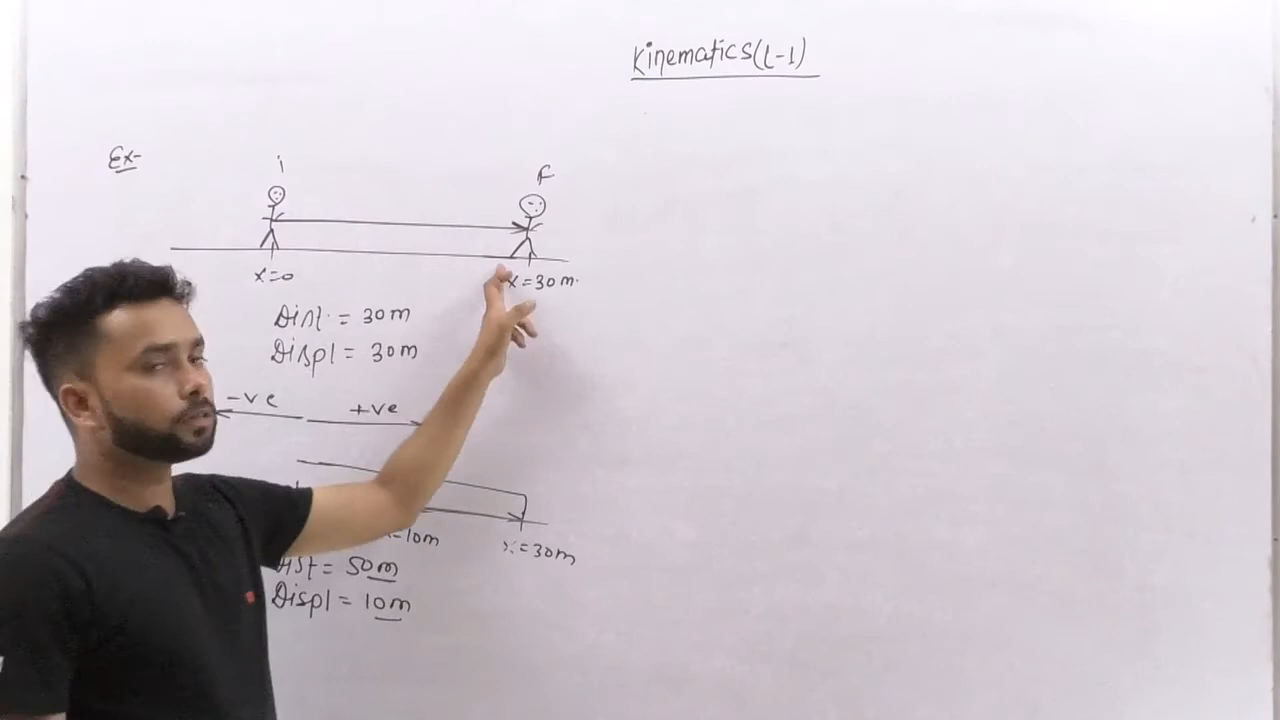 Kinematics(L-1)
Ex-
i
F
x=0
x=30m.
Dist. = 30m
Displ = 30m
-ve
+ve
=10m
x=30m
Dist = 50m
Displ = 10m